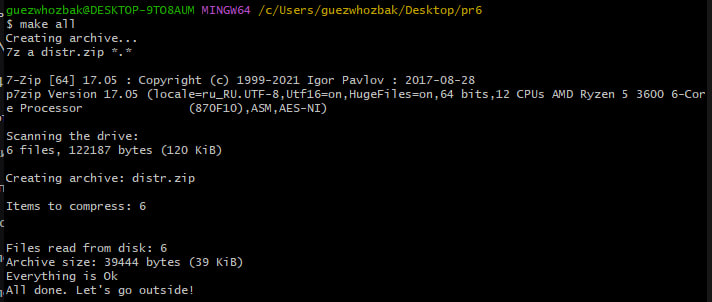 guezwhozbak@DESKTOP-9TO8AUM MINGW64 /c/Users/guezwhozbak/Desktop/pr6
$ make all
Creating archive...
7z a distr.zip *.*
7-Zip [64] 17.05 : Copyright (c) 1999-2021 Igor Pavlov : 2017-08-28
p7zip Version 17.05 (locale=ru_RU.UTF-8,Utf16=on,HugeFiles=on,64 bits,12 CPUs AMD Ryzen 5 3600 6-Cor
e Processor (870F10),ASM,AES-NI)
Scanning the drive:
6 files, 122187 bytes (120 KiB)
Creating archive: distr.zip
Items to compress: 6
Files read from disk: 6
Archive size: 39444 bytes (39 KiB)
Everything is Ok
All done. Let's go outside!